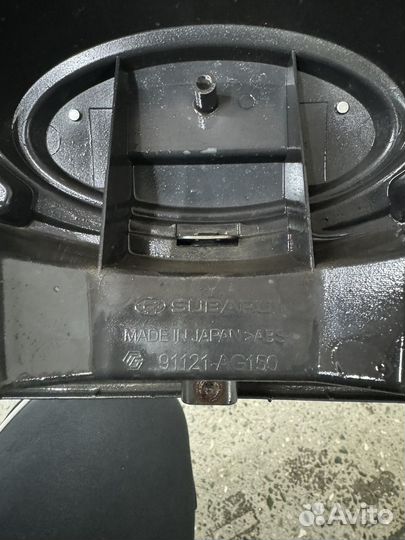 SUBARU
MADE IN JAPAN >ABS
91121-AG150
Avito